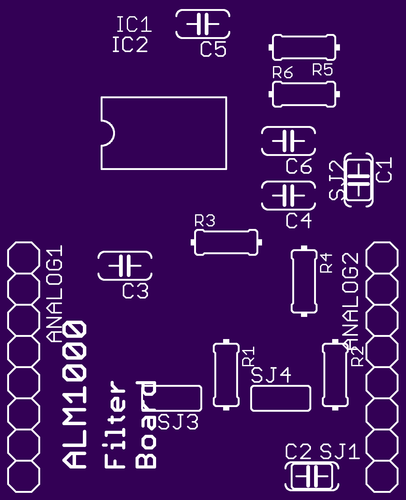 IC1
IC2
C5
R6
R5
C6
SJ2
C1
C4
R3
ANALOG1
C3
R4
ANALOG2
ALM1000
Filter
Board
R1
R2
SJ4
SJ3
C2 SJ1